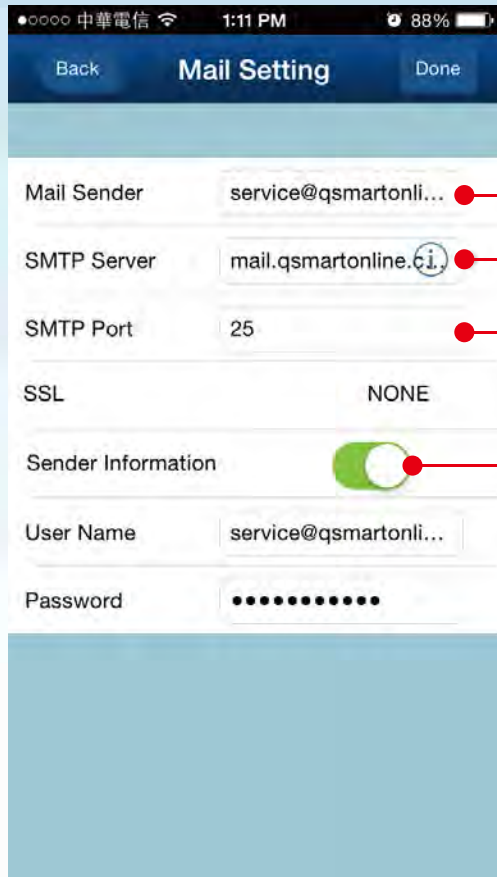 中華電信 1:11 PM 88%
Back Mail Setting Done
Mail Sender service@qsmartonli...
SMTP Server mail.qsmartonline.c
SMTP Port 25
SSL NONE
Sender Information
User Name service@qsmartonli...
Password •••••••••••